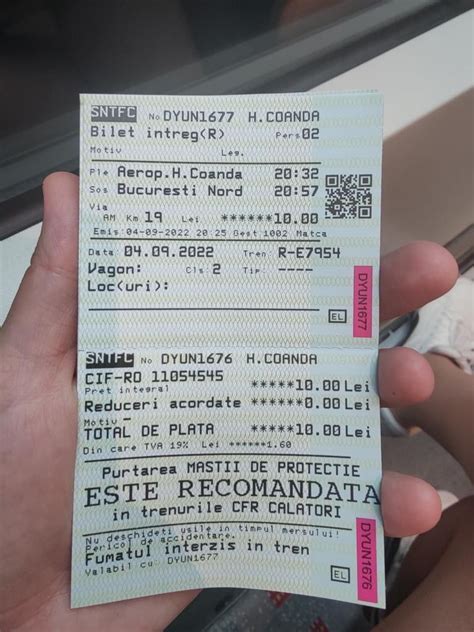 SNTFC No DYUN1677 H.COANDA
Bilet intreg(R) Pers 02
Motiv Leg.
Ple Aerop.H.Coanda 20:32
Sos Bucuresti Nord 20:57
Via
AM Km 19 Lei ******10.00
Emis:04-09-2022 20:25 Gest 1002 Matca
Data: 04.09.2022 Tren: R-E7954
Vagon: Cls: 2 Tip: ----
Loc(uri):
DYUN1677
EL
SNTFC No DYUN1676 H.COANDA
CIF-RO 11054545
Pret integral *****10.00 Lei
Reduceri acordate ******0.00 Lei
Motiv -
TOTAL DE PLATA *****10.00 Lei
Din care TVA 19% Lei ******1.60
Purtarea MASTII DE PROTECTIE
ESTE RECOMANDATA
in trenurile CFR CALATORI
Nu deschideti usile in timpul mersului!
Pericol de accidentare.
Fumatul interzis in tren
Valabil cu: DYUN1677
DYUN1676
EL